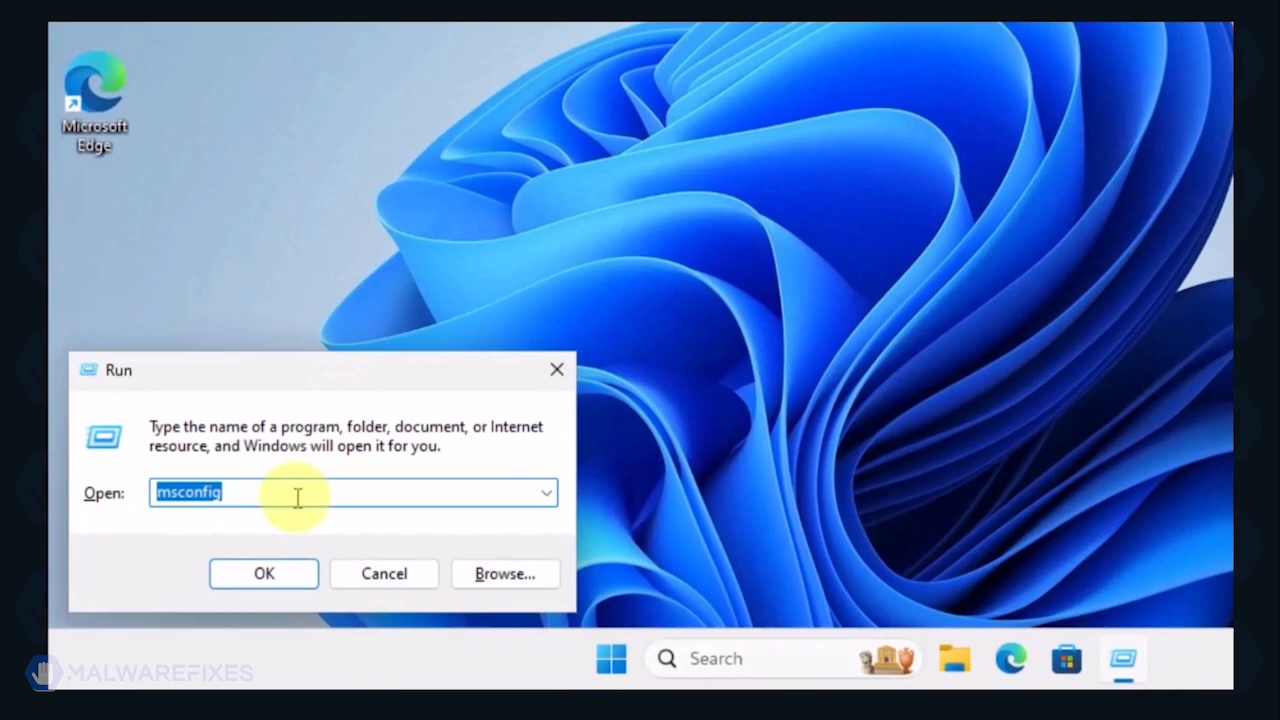 Microsoft
Edge
Run
Type the name of a program, folder, document, or Internet
resource, and Windows will open it for you.
Open:
msconfig
OK
Cancel
Browse...
Search
MALWAREFIXES